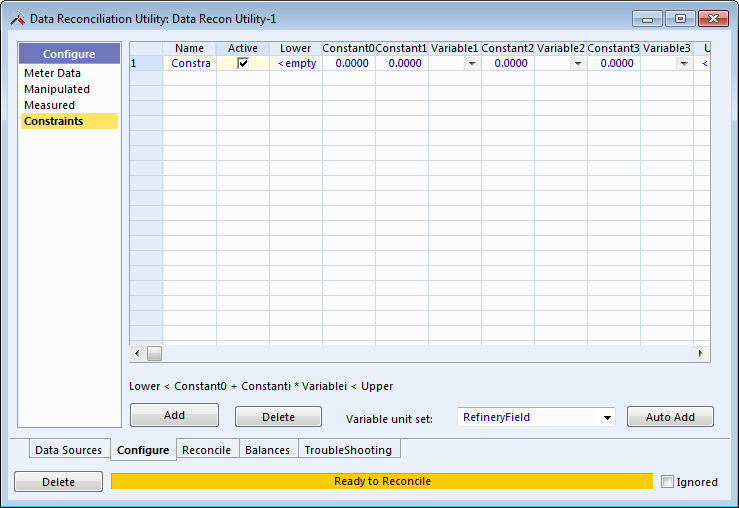 Data Reconciliation Utility: Data Recon Utility-1
Configure
Meter Data
Manipulated
Measured
Constraints
Name Active Lower Constant0 Constant1 Variable1 Constant2 Variable2 Constant3 Variable3 U
1 Constra <empty 0.0000 0.0000 0.0000 0.0000 <
Lower < Constant0 + Constanti * Variablei < Upper
Add Delete Variable unit set: RefineryField Auto Add
Data Sources Configure Reconcile Balances TroubleShooting
Delete Ready to Reconcile Ignored